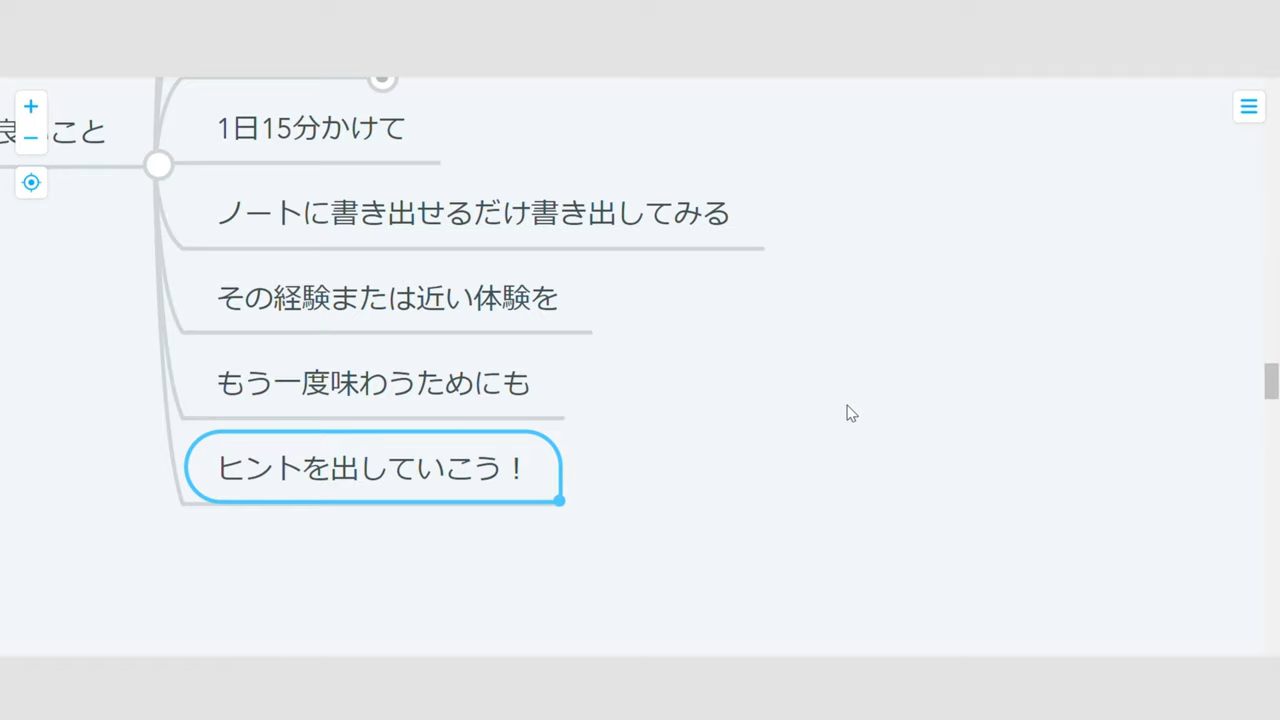 こと
1日15分かけて
ノートに書き出せるだけ書き出してみる
その経験または近い体験を
もう一度味わうためにも
ヒントを出していこう！